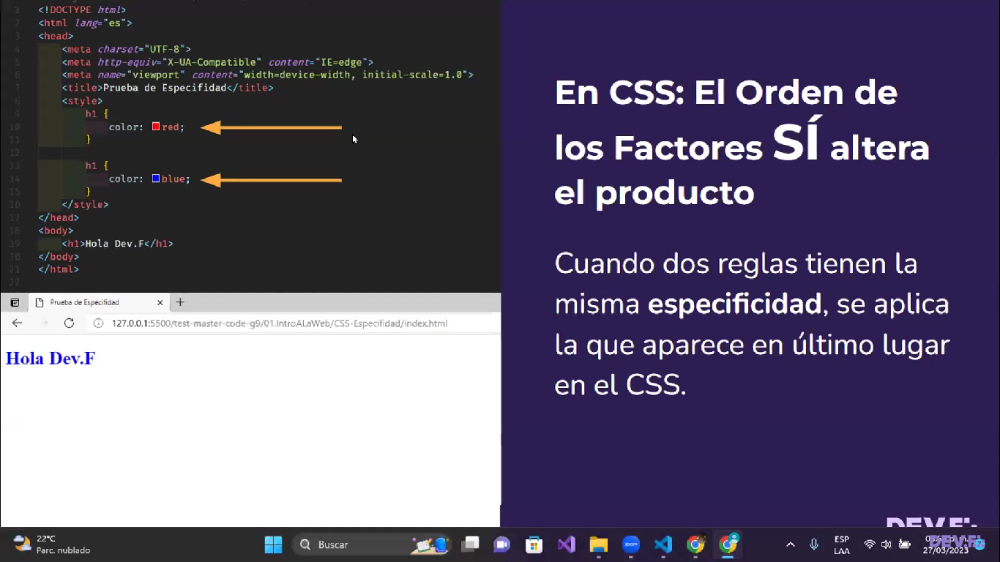 1 <!DOCTYPE html>
2 <html lang="es">
3 <head>
4 <meta charset="UTF-8">
5 <meta http-equiv="X-UA-Compatible" content="IE=edge">
6 <meta name="viewport" content="width=device-width, initial-scale=1.0">
7 <title>Prueba de Especifidad</title>
8 <style>
9 h1 {
10 color: red;
11 }
12
13 h1 {
14 color: blue;
15 }
16 </style>
17 </head>
18 <body>
19 <h1>Hola Dev.F</h1>
20 </body>
21 </html>
22
Prueba de Especifidad
127.0.0.1:5500/test-master-code-g9/01.IntroALaWeb/CSS-Especifidad/index.html
Hola Dev.F
En CSS: El Orden de
los Factores SÍ altera
el producto
Cuando dos reglas tienen la
misma especificidad, se aplica
la que aparece en último lugar
en el CSS.
DEV.F:
22°C
Parc. nublado
Buscar
zoom
ESP
LAA
27/03/2023
DEV.F: